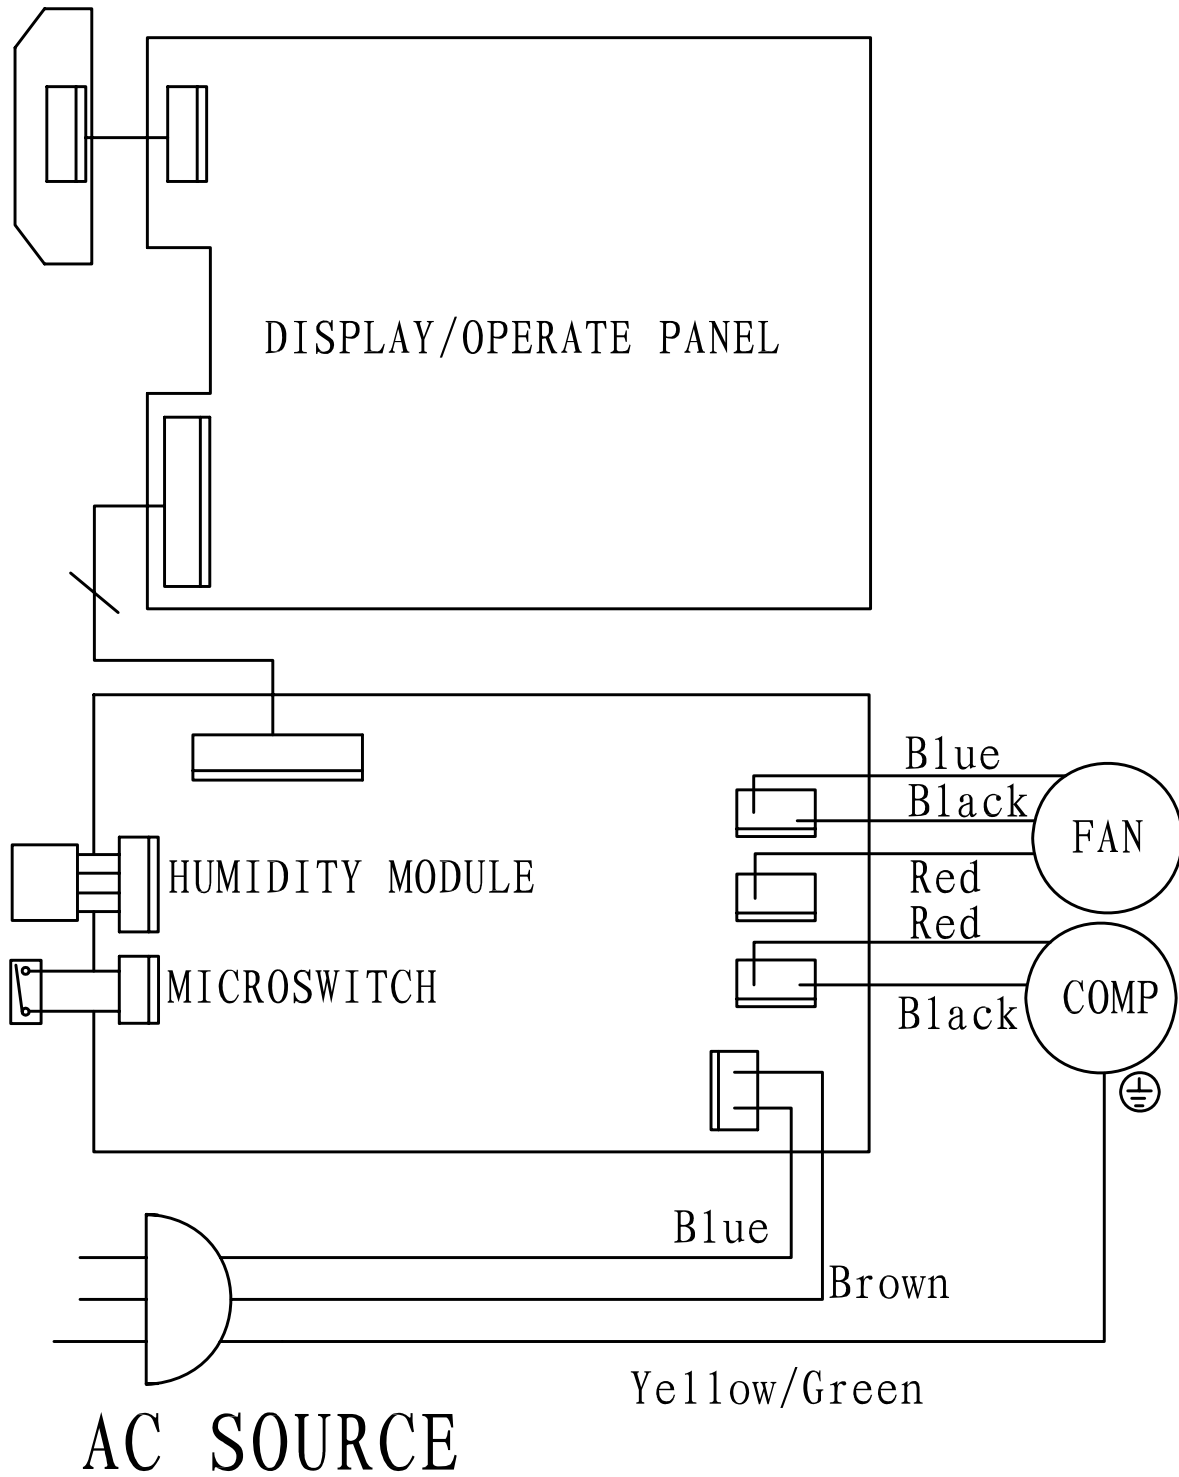 DISPLAY/OPERATE PANEL
Blue
Black
FAN
Red
HUMIDITY MODULE
Red
MICROSWITCH
COMP
Black
Blue
Brown
Yellow/Green
AC SOURCE